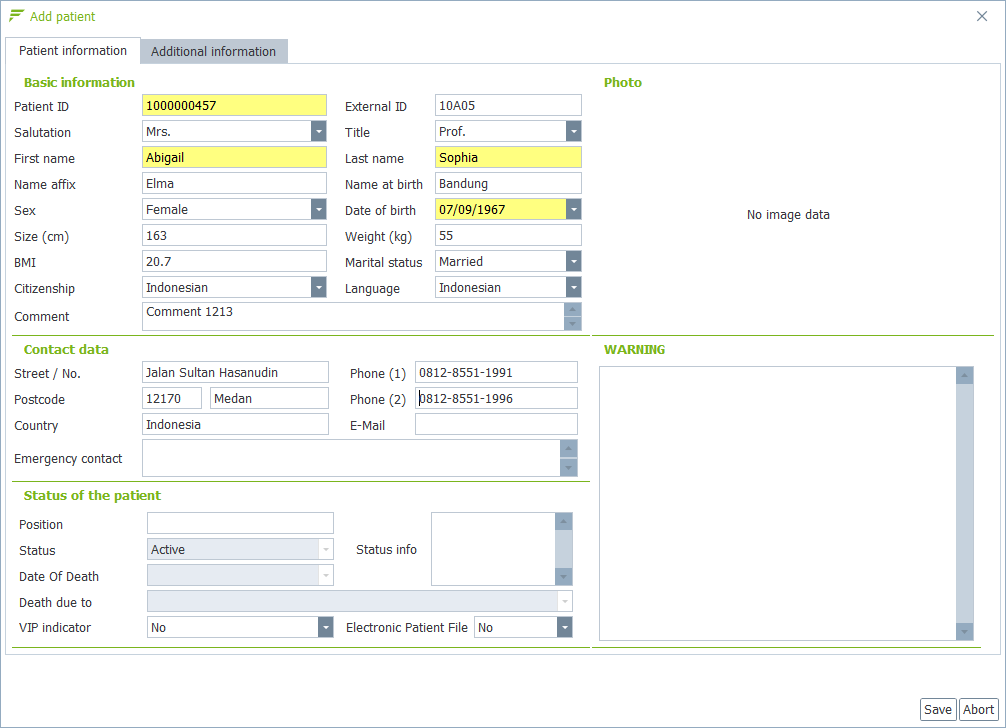 Add patient
Patient information Additional information
Basic information
Patient ID 1000000457 External ID 10A05
Salutation Mrs. Title Prof.
First name Abigail Last name Sophia
Name affix Elma Name at birth Bandung
Sex Female Date of birth 07/09/1967
Size (cm) 163 Weight (kg) 55
BMI 20.7 Marital status Married
Citizenship Indonesian Language Indonesian
Comment Comment 1213
Photo
No image data
Contact data
Street / No. Jalan Sultan Hasanudin Phone (1) 0812-8551-1991
Postcode 12170 Medan Phone (2) 0812-8551-1996
Country Indonesia E-Mail
Emergency contact
WARNING
Status of the patient
Position
Status Active Status info
Date Of Death
Death due to
VIP indicator No Electronic Patient File No
Save Abort